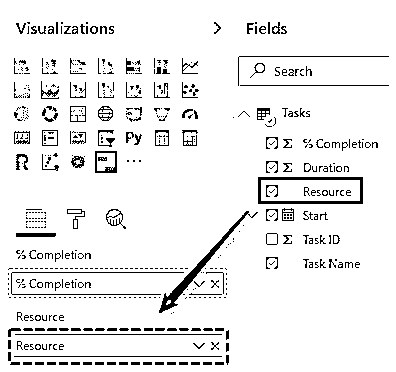 Visualizations
Fields
Search
Py
R
Tasks
% Completion
Duration
Resource
Start
Task ID
Task Name
% Completion
% Completion
Resource
Resource